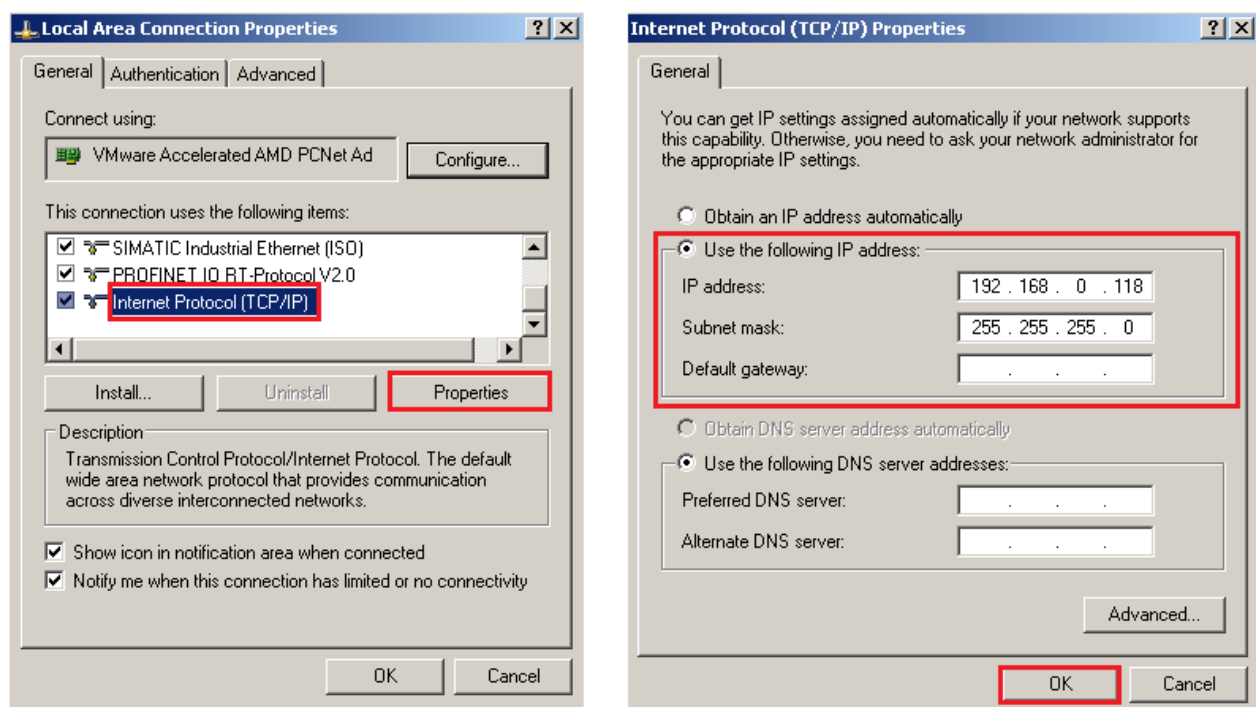 Local Area Connection Properties
General
Authentication
Advanced
Connect using:
VMware Accelerated AMD PCNet Ad
Configure...
This connection uses the following items:
SIMATIC Industrial Ethernet (ISO)
PROFINET IO RT-Protocol V2.0
Internet Protocol (TCP/IP)
Install...
Uninstall
Properties
Description
Transmission Control Protocol/Internet Protocol. The default
wide area network protocol that provides communication
across diverse interconnected networks.
Show icon in notification area when connected
Notify me when this connection has limited or no connectivity
OK
Cancel
Internet Protocol (TCP/IP) Properties
General
You can get IP settings assigned automatically if your network supports
this capability. Otherwise, you need to ask your network administrator for
the appropriate IP settings.
Obtain an IP address automatically
Use the following IP address:
IP address:
192 . 168 . 0 . 118
Subnet mask:
255 . 255 . 255 . 0
Default gateway:
. . .
Obtain DNS server address automatically
Use the following DNS server addresses:
Preferred DNS server:
. . .
Alternate DNS server:
. . .
Advanced...
OK
Cancel